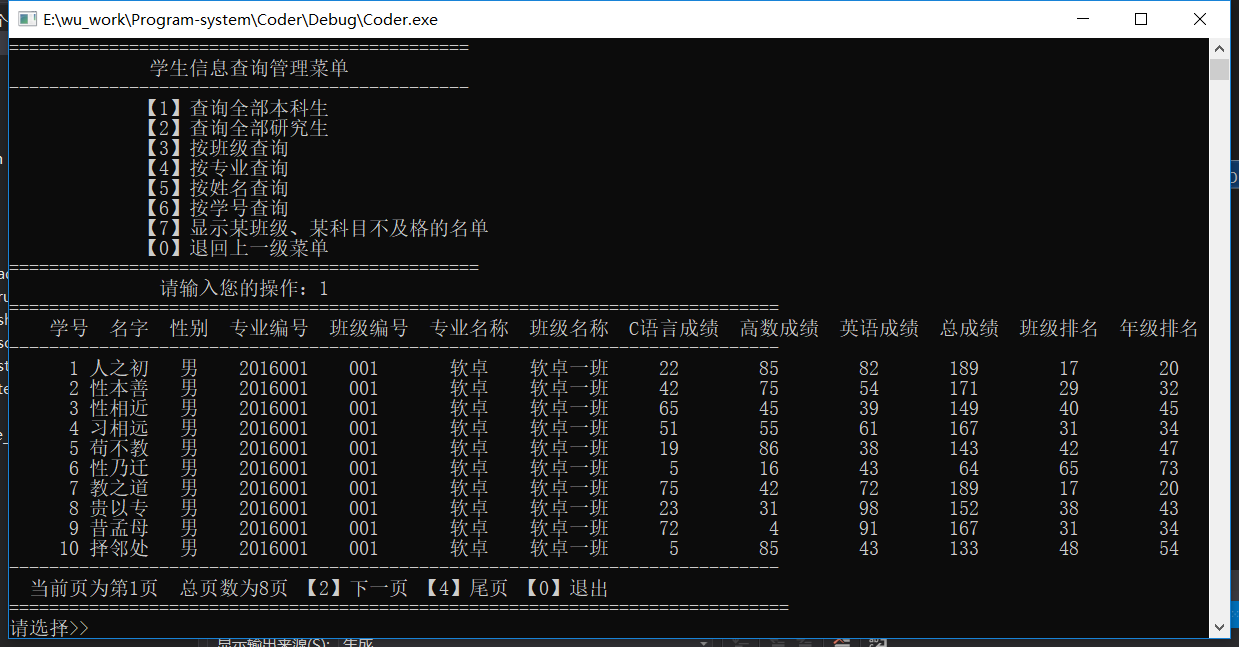 E:\wu_work\Program-system\Coder\Debug\Coder.exe
==============================================
学生信息查询管理菜单
----------------------------------------------
【1】查询全部本科生
【2】查询全部研究生
【3】按班级查询
【4】按专业查询
【5】按姓名查询
【6】按学号查询
【7】显示某班级、某科目不及格的名单
【0】退回上一级菜单
===============================================
请输入您的操作: 1
=============================================================================
学号 名字 性别 专业编号 班级编号 专业名称 班级名称 C语言成绩 高数成绩 英语成绩 总成绩 班级排名 年级排名
-----------------------------------------------------------------------------
1 人之初 男 2016001 001 软卓 软卓一班 22 85 82 189 17 20
2 性本善 男 2016001 001 软卓 软卓一班 42 75 54 171 29 32
3 性相近 男 2016001 001 软卓 软卓一班 65 45 39 149 40 45
4 习相远 男 2016001 001 软卓 软卓一班 51 55 61 167 31 34
5 苟不教 男 2016001 001 软卓 软卓一班 19 86 38 143 42 47
6 性乃迁 男 2016001 001 软卓 软卓一班 5 16 43 64 65 73
7 教之道 男 2016001 001 软卓 软卓一班 75 42 72 189 17 20
8 贵以专 男 2016001 001 软卓 软卓一班 23 31 98 152 38 43
9 昔孟母 男 2016001 001 软卓 软卓一班 72 4 91 167 31 34
10 择邻处 男 2016001 001 软卓 软卓一班 5 85 43 133 48 54
-----------------------------------------------------------------------------
当前页为第1页 总页数为8页 【2】下一页 【4】尾页 【0】退出
==============================================================================
请选择>>
显示输出来源(S): 生成